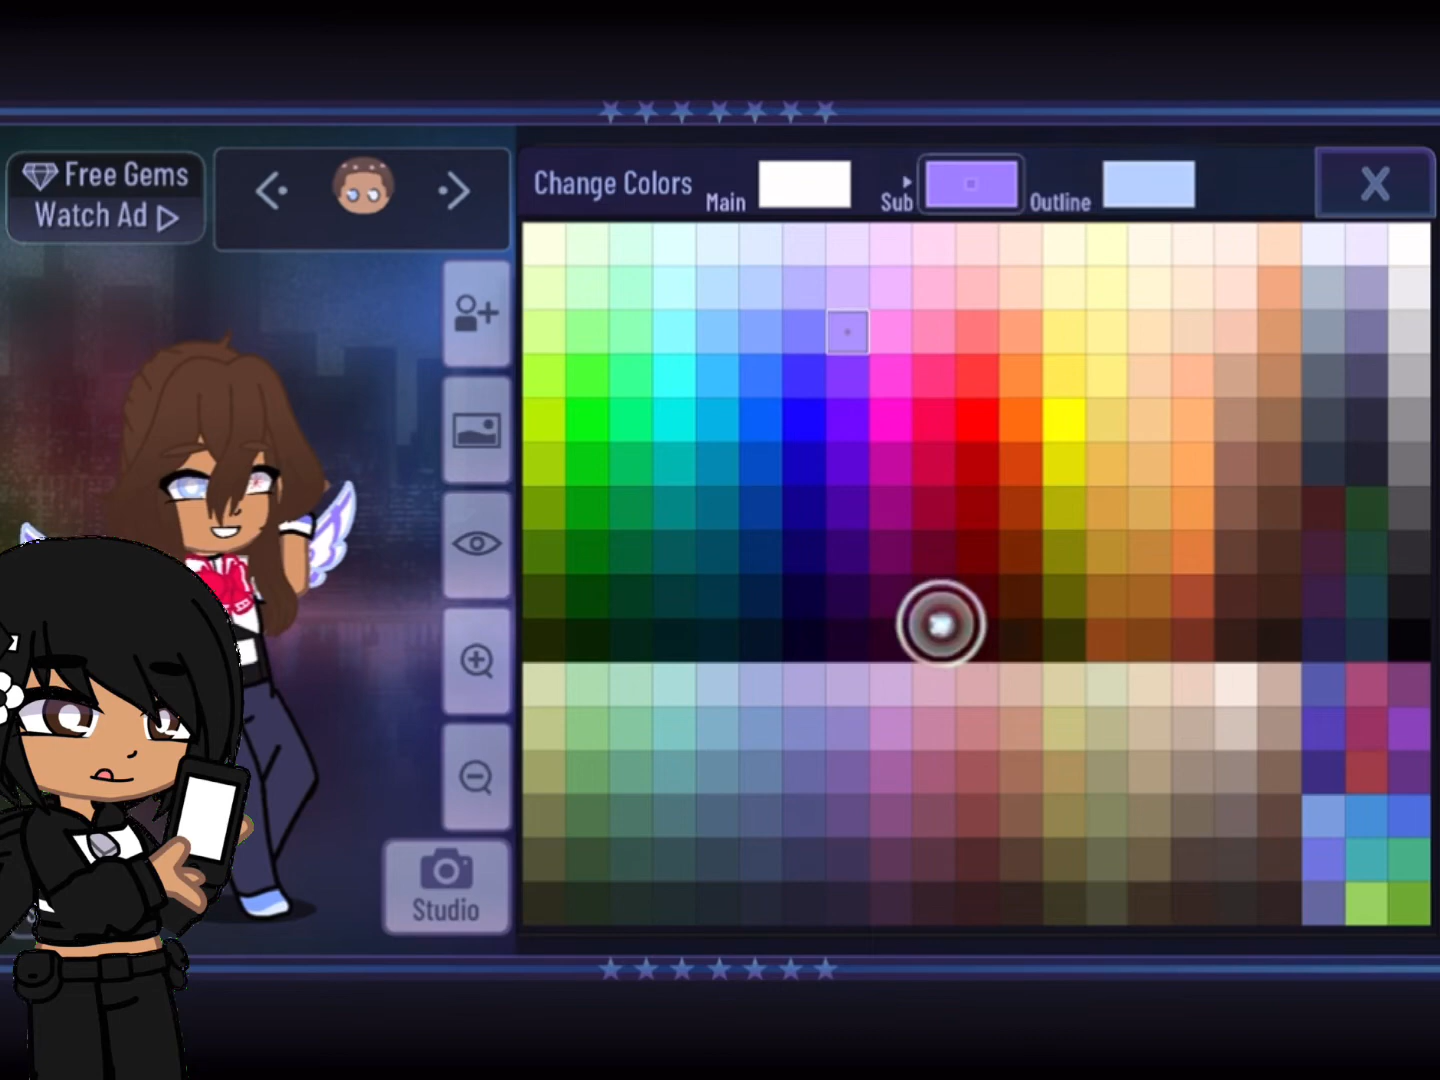 Free Gems
Watch Ad
Change Colors
Main
Sub
Outline
X
Studio